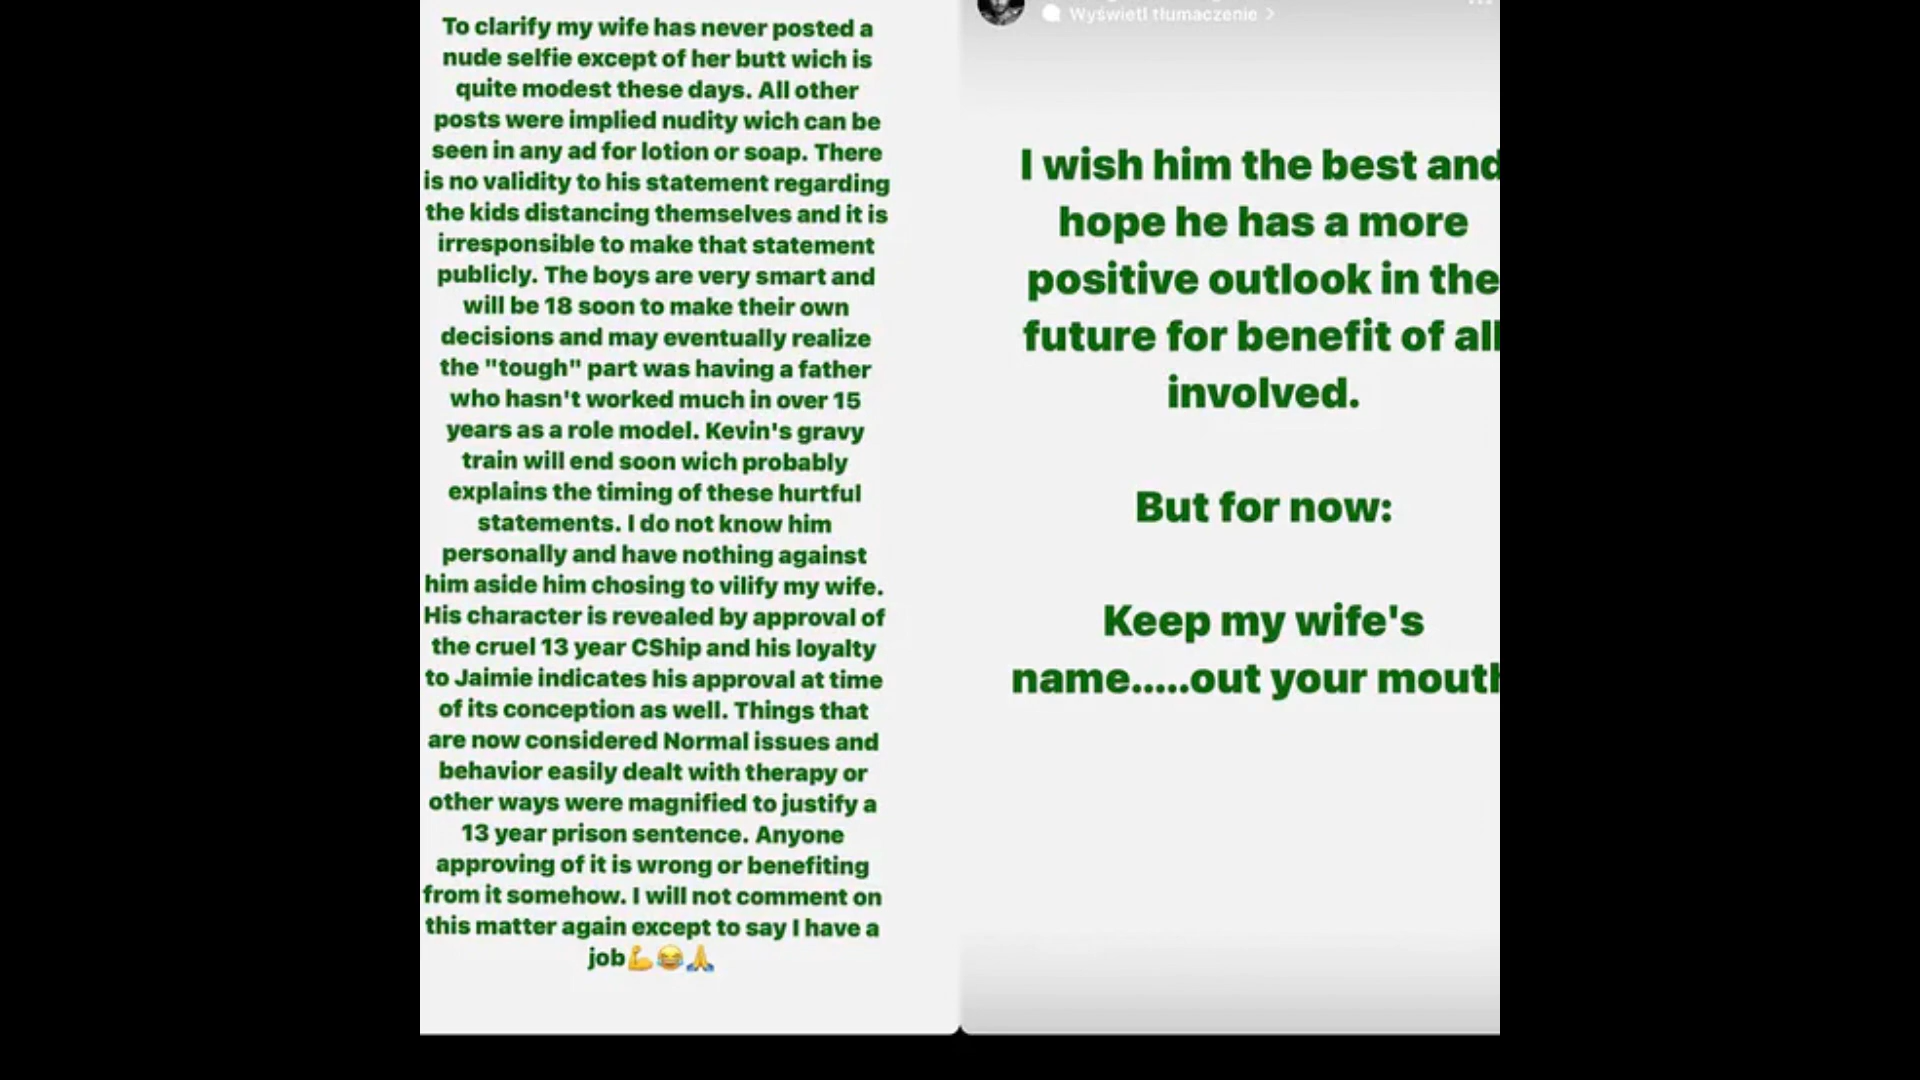 To clarify my wife has never posted a
nude selfie except of her butt wich is
quite modest these days. All other
posts were implied nudity wich can be
seen in any ad for lotion or soap. There
is no validity to his statement regarding
the kids distancing themselves and it is
irresponsible to make that statement
publicly. The boys are very smart and
will be 18 soon to make their own
decisions and may eventually realize
the "tough" part was having a father
who hasn't worked much in over 15
years as a role model. Kevin's gravy
train will end soon wich probably
explains the timing of these hurtful
statements. I do not know him
personally and have nothing against
him aside him chosing to vilify my wife.
His character is revealed by approval of
the cruel 13 year CShip and his loyalty
to Jaimie indicates his approval at time
of its conception as well. Things that
are now considered Normal issues and
behavior easily dealt with therapy or
other ways were magnified to justify a
13 year prison sentence. Anyone
approving of it is wrong or benefiting
from it somehow. I will not comment on
this matter again except to say I have a
job💪😂🙏
Wyświetl tłumaczenie >
I wish him the best and
hope he has a more
positive outlook in the
future for benefit of all
involved.
But for now:
Keep my wife's
name.....out your mouth